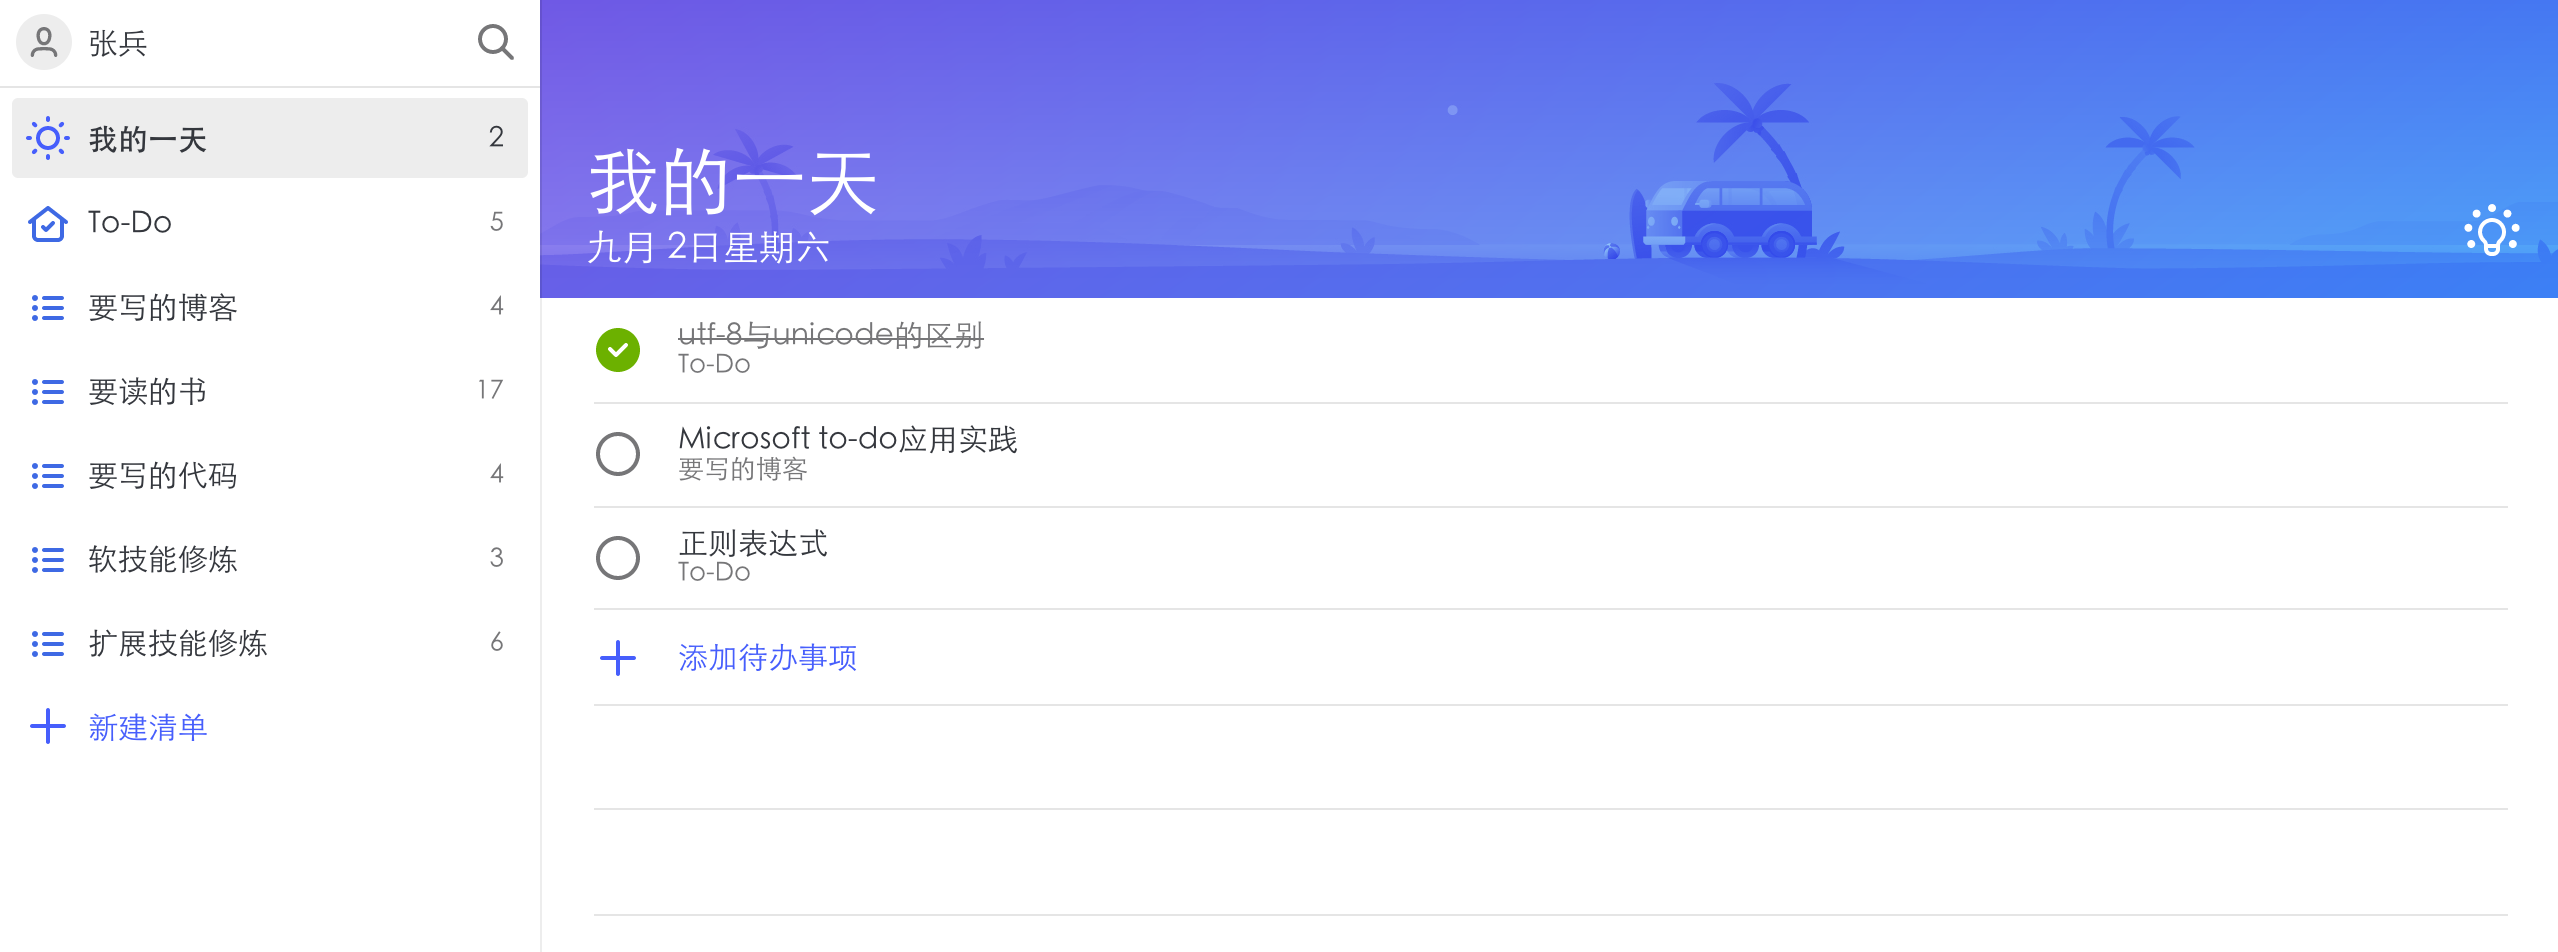 张兵
我的一天 2
To-Do 5
要写的博客 4
要读的书 17
要写的代码 4
软技能修炼 3
扩展技能修炼 6
新建清单
我的一天
九月 2日星期六
utf-8与unicode的区别
To-Do
Microsoft to-do应用实践
要写的博客
正则表达式
To-Do
添加待办事项